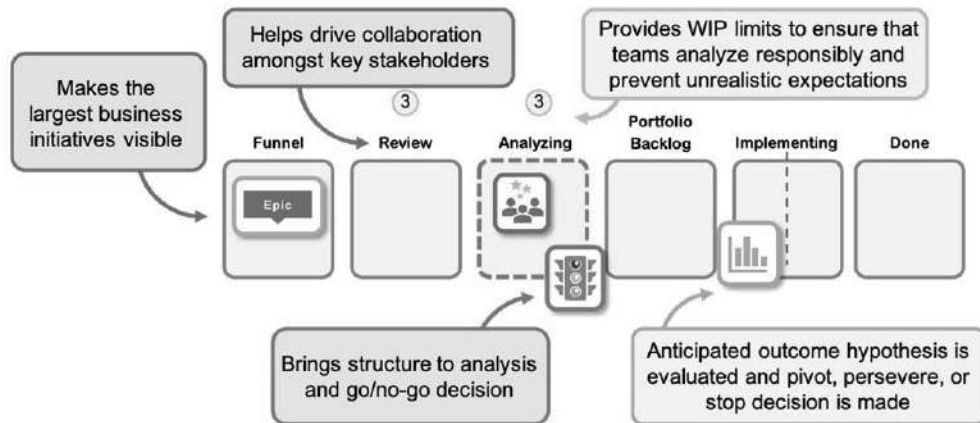 Makes the
largest business
initiatives visible
Helps drive collaboration
amongst key stakeholders
Provides WIP limits to ensure that
teams analyze responsibly and
prevent unrealistic expectations
3
3
Funnel
Review
Analyzing
Portfolio
Backlog
Implementing
Done
Epic
Brings structure to analysis
and go/no-go decision
Anticipated outcome hypothesis is
evaluated and pivot, persevere, or
stop decision is made